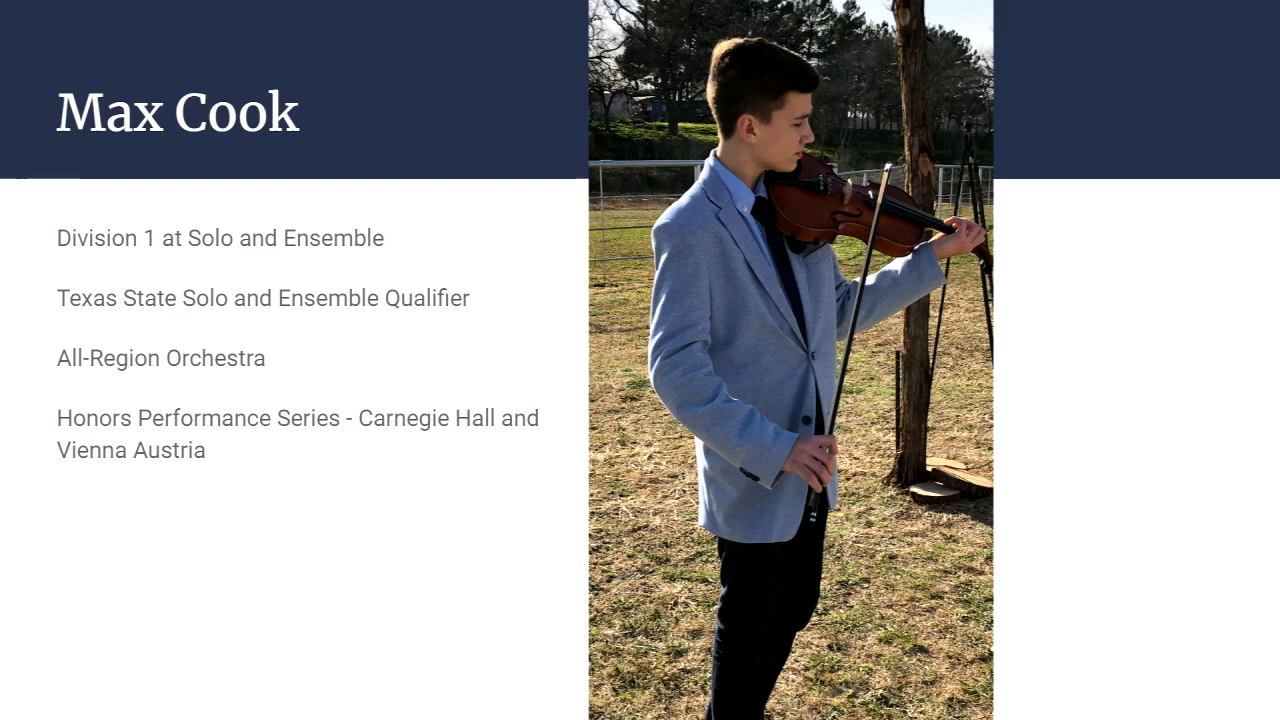 Max Cook
Division 1 at Solo and Ensemble
Texas State Solo and Ensemble Qualifier
All-Region Orchestra
Honors Performance Series - Carnegie Hall and
Vienna Austria